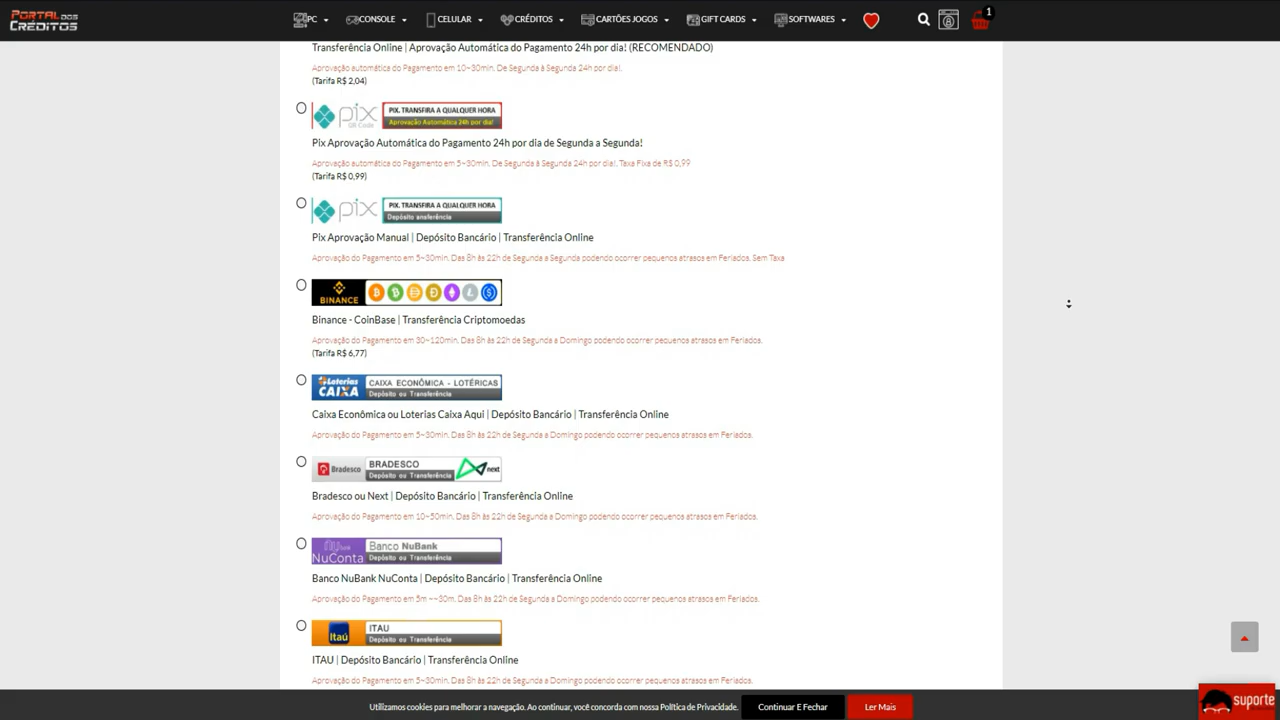 PORTAL DOS
CRÉDITOS
PC
CONSOLE
CELULAR
CRÉDITOS
CARTÕES JOGOS
GIFT CARDS
SOFTWARES
1
Transferência Online | Aprovação Automática do Pagamento 24h por dia! (RECOMENDADO)
Aprovação automática do Pagamento em 10~30min. De Segunda à Segunda 24h por dia!.
(Tarifa R$ 2,04)
pix
QR Code
PIX. TRANSFIRA A QUALQUER HORA
Aprovação Automática 24h por dia!
Pix Aprovação Automática do Pagamento 24h por dia de Segunda a Segunda!
Aprovação automática do Pagamento em 5~30min. De Segunda à Segunda 24h por dia!. Taxa Fixa de R$ 0,99
(Tarifa R$ 0,99)
pix
PIX. TRANSFIRA A QUALQUER HORA
Depósito ansferência
Pix Aprovação Manual | Depósito Bancário | Transferência Online
Aprovação do Pagamento em 5~30min. Das 8h às 22h de Segunda a Segunda podendo ocorrer pequenos atrasos em Feriados. Sem Taxa
BINANCE
Binance - CoinBase | Transferência Criptomoedas
Aprovação do Pagamento em 30~120min. Das 8h às 22h de Segunda a Domingo podendo ocorrer pequenos atrasos em Feriados.
(Tarifa R$ 6,77)
Loterias
CAIXA
CAIXA ECONÔMICA - LOTÉRICAS
Depósito ou Transferência
Caixa Econômica ou Loterias Caixa Aqui | Depósito Bancário | Transferência Online
Aprovação do Pagamento em 5~30min. Das 8h às 22h de Segunda a Domingo podendo ocorrer pequenos atrasos em Feriados.
Bradesco
BRADESCO
Depósito ou Transferência
next
Bradesco ou Next | Depósito Bancário | Transferência Online
Aprovação do Pagamento em 10~50min. Das 8h às 22h de Segunda a Domingo podendo ocorrer pequenos atrasos em Feriados.
nu
NuConta
Banco NuBank
Depósito ou Transferência
Banco NuBank NuConta | Depósito Bancário | Transferência Online
Aprovação do Pagamento em 5m ~~30m. Das 8h às 22h de Segunda a Domingo podendo ocorrer pequenos atrasos em Feriados.
Itaú
ITAU
Depósito ou Transferência
ITAU | Depósito Bancário | Transferência Online
Aprovação do Pagamento em 5~30min. Das 8h às 22h de Segunda a Domingo podendo ocorrer pequenos atrasos em Feriados.
Utilizamos cookies para melhorar a navegação. Ao continuar, você concorda com nossa Política de Privacidade.
Continuar E Fechar
Ler Mais
suporte